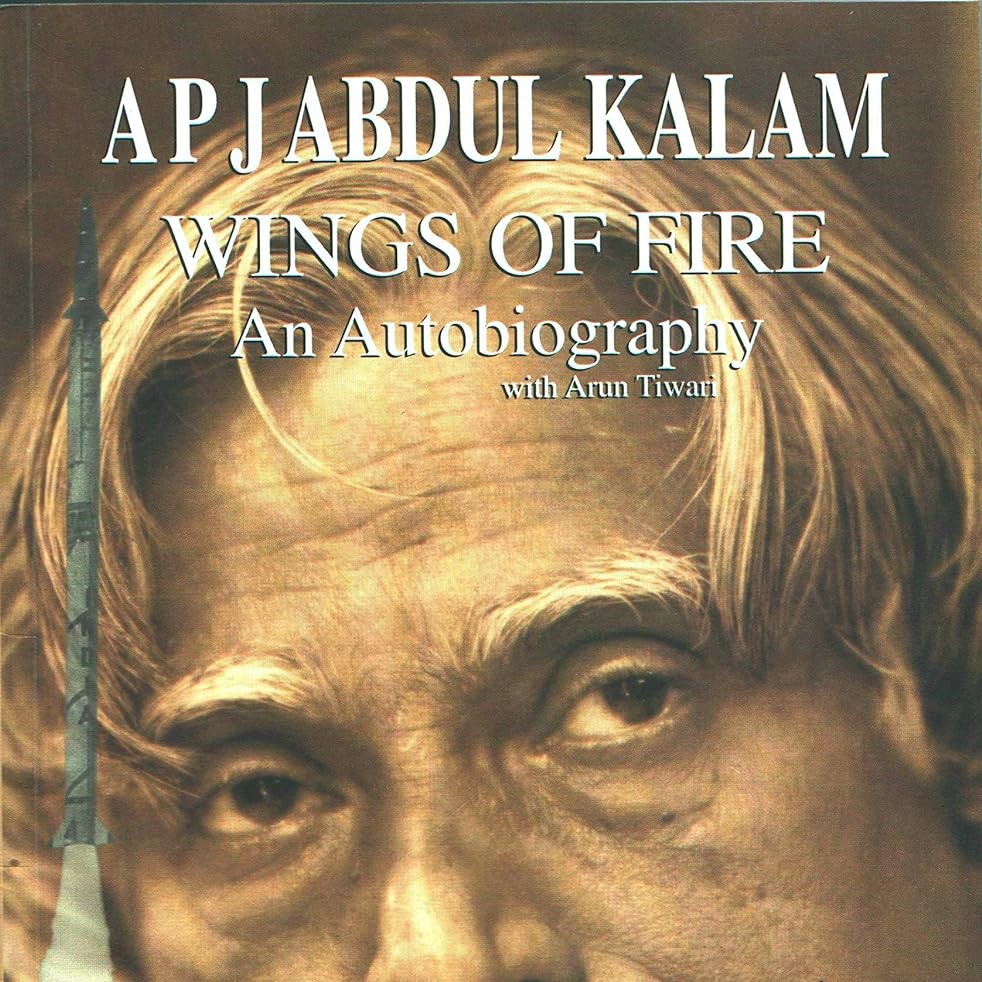 A P J ABDUL KALAM
WINGS OF FIRE
An Autobiography
with Arun Tiwari